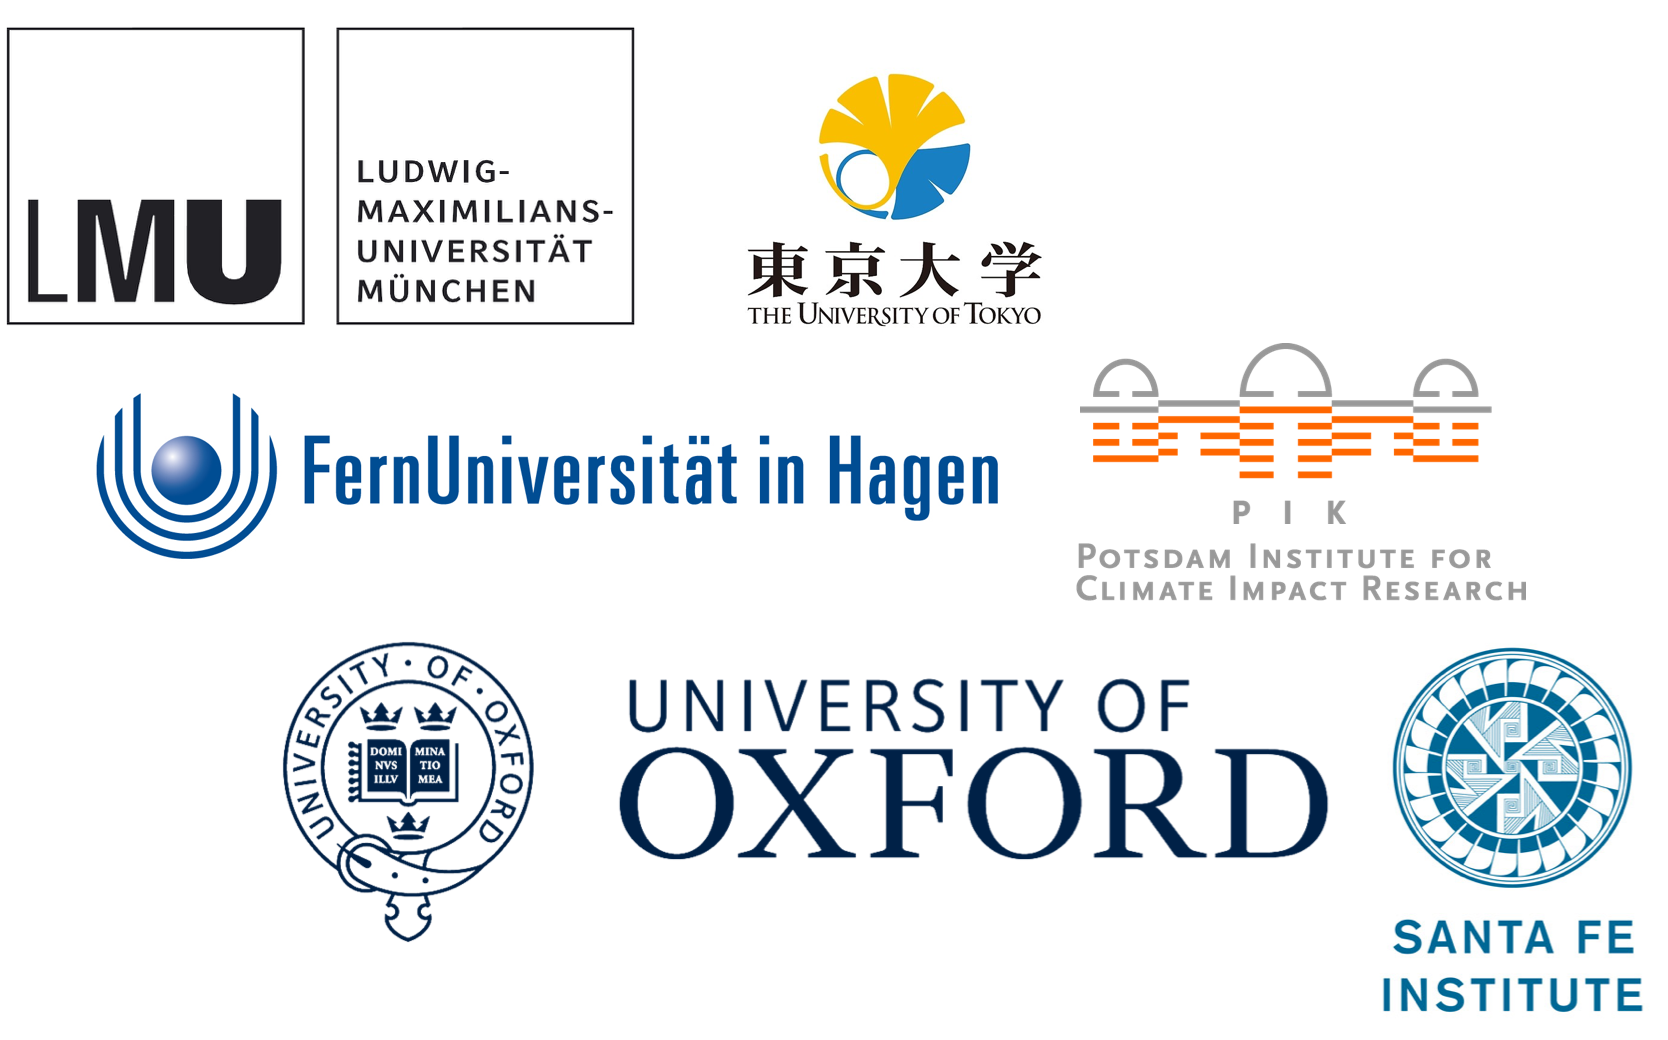 LMU
LUDWIG-
MAXIMILIANS-
UNIVERSITÄT
MÜNCHEN
東京大学
THE UNIVERSITY OF TOKYO
FernUniversität in Hagen
P I K
POTSDAM INSTITUTE FOR
CLIMATE IMPACT RESEARCH
UNIVERSITY · OF · OXFORD
DOMI MINA
NVS TIO
ILLV MEA
UNIVERSITY OF
OXFORD
SANTA FE
INSTITUTE